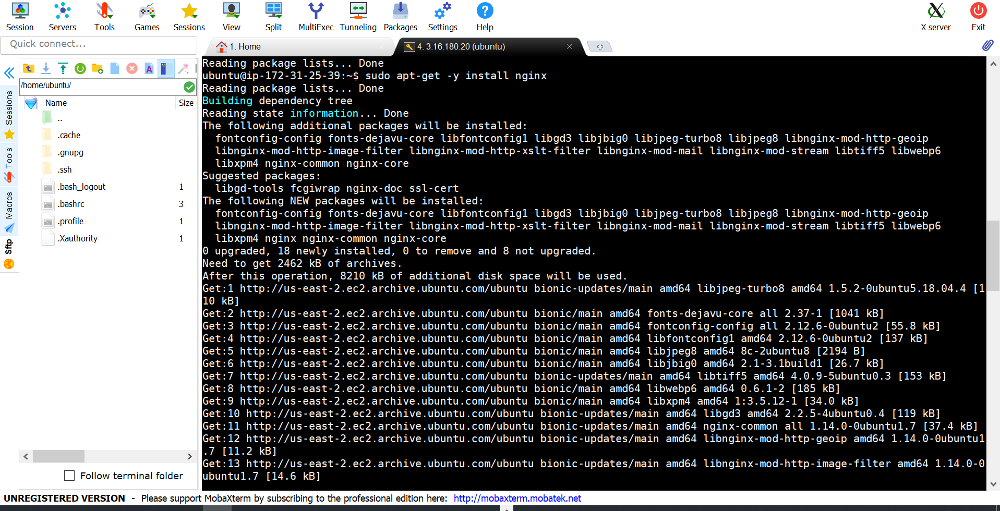 Session Servers Tools Games Sessions View Split MultiExec Tunneling Packages Settings Help X server Exit
Quick connect...
1. Home
4. 3.16.180.20 (ubuntu)
/home/ubuntu/
Name Size
..
.cache
.gnupg
.ssh
.bash_logout 1
.bashrc 3
.profile 1
.Xauthority 1
Sessions
Tools
Macros
Sftp
Follow terminal folder
Reading package lists... Done
ubuntu@ip-172-31-25-39:~$ sudo apt-get -y install nginx
Reading package lists... Done
Building dependency tree
Reading state information... Done
The following additional packages will be installed:
  fontconfig-config fonts-dejavu-core libfontconfig1 libgd3 libjbig0 libjpeg-turbo8 libjpeg8 libnginx-mod-http-geoip
  libnginx-mod-http-image-filter libnginx-mod-http-xslt-filter libnginx-mod-mail libnginx-mod-stream libtiff5 libwebp6
  libxpm4 nginx-common nginx-core
Suggested packages:
  libgd-tools fcgiwrap nginx-doc ssl-cert
The following NEW packages will be installed:
  fontconfig-config fonts-dejavu-core libfontconfig1 libgd3 libjbig0 libjpeg-turbo8 libjpeg8 libnginx-mod-http-geoip
  libnginx-mod-http-image-filter libnginx-mod-http-xslt-filter libnginx-mod-mail libnginx-mod-stream libtiff5 libwebp6
  libxpm4 nginx nginx-common nginx-core
0 upgraded, 18 newly installed, 0 to remove and 8 not upgraded.
Need to get 2462 kB of archives.
After this operation, 8210 kB of additional disk space will be used.
Get:1 http://us-east-2.ec2.archive.ubuntu.com/ubuntu bionic-updates/main amd64 libjpeg-turbo8 amd64 1.5.2-0ubuntu5.18.04.4 [1
10 kB]
Get:2 http://us-east-2.ec2.archive.ubuntu.com/ubuntu bionic/main amd64 fonts-dejavu-core all 2.37-1 [1041 kB]
Get:3 http://us-east-2.ec2.archive.ubuntu.com/ubuntu bionic/main amd64 fontconfig-config all 2.12.6-0ubuntu2 [55.8 kB]
Get:4 http://us-east-2.ec2.archive.ubuntu.com/ubuntu bionic/main amd64 libfontconfig1 amd64 2.12.6-0ubuntu2 [137 kB]
Get:5 http://us-east-2.ec2.archive.ubuntu.com/ubuntu bionic/main amd64 libjpeg8 amd64 8c-2ubuntu8 [2194 B]
Get:6 http://us-east-2.ec2.archive.ubuntu.com/ubuntu bionic/main amd64 libjbig0 amd64 2.1-3.1build1 [26.7 kB]
Get:7 http://us-east-2.ec2.archive.ubuntu.com/ubuntu bionic-updates/main amd64 libtiff5 amd64 4.0.9-5ubuntu0.3 [153 kB]
Get:8 http://us-east-2.ec2.archive.ubuntu.com/ubuntu bionic/main amd64 libwebp6 amd64 0.6.1-2 [185 kB]
Get:9 http://us-east-2.ec2.archive.ubuntu.com/ubuntu bionic/main amd64 libxpm4 amd64 1:3.5.12-1 [34.0 kB]
Get:10 http://us-east-2.ec2.archive.ubuntu.com/ubuntu bionic-updates/main amd64 libgd3 amd64 2.2.5-4ubuntu0.4 [119 kB]
Get:11 http://us-east-2.ec2.archive.ubuntu.com/ubuntu bionic-updates/main amd64 nginx-common all 1.14.0-0ubuntu1.7 [37.4 kB]
Get:12 http://us-east-2.ec2.archive.ubuntu.com/ubuntu bionic-updates/main amd64 libnginx-mod-http-geoip amd64 1.14.0-0ubuntu1
.7 [11.2 kB]
Get:13 http://us-east-2.ec2.archive.ubuntu.com/ubuntu bionic-updates/main amd64 libnginx-mod-http-image-filter amd64 1.14.0-0
ubuntu1.7 [14.6 kB]
UNREGISTERED VERSION - Please support MobaXterm by subscribing to the professional edition here: http://mobaxterm.mobatek.net